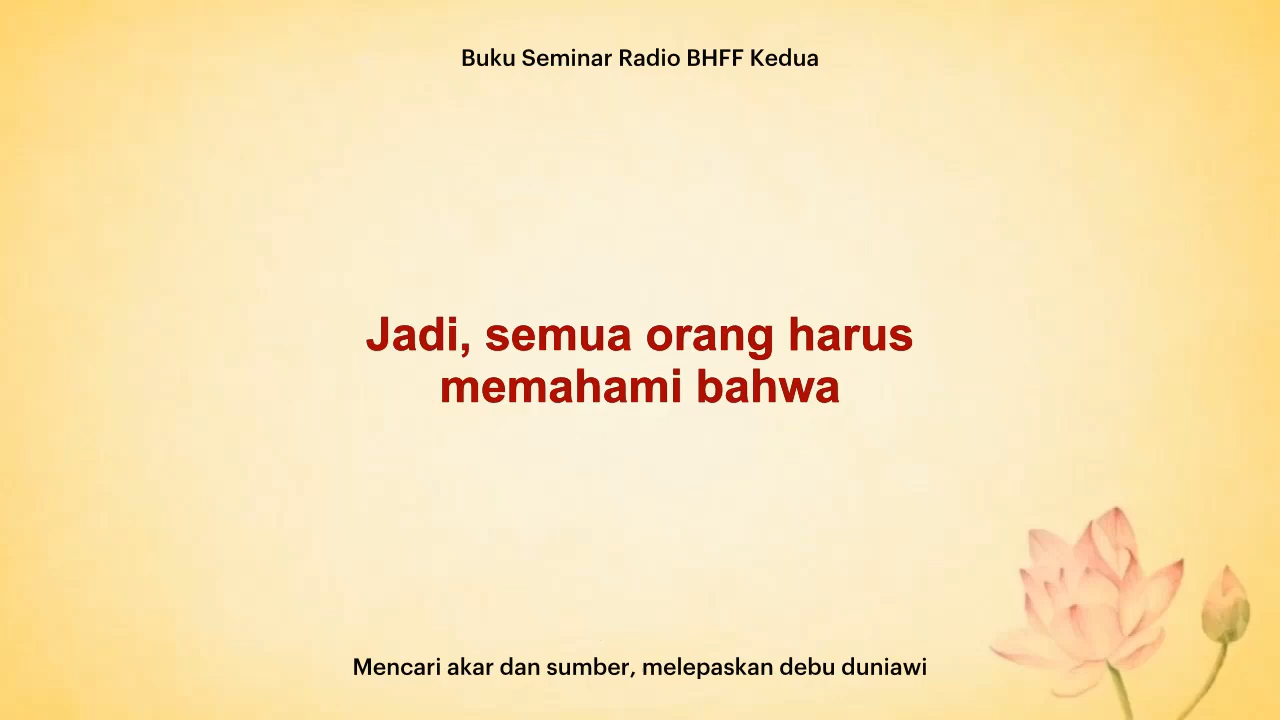 Buku Seminar Radio BHFF Kedua
Jadi, semua orang harus
memahami bahwa
Mencari akar dan sumber, melepaskan debu duniawi